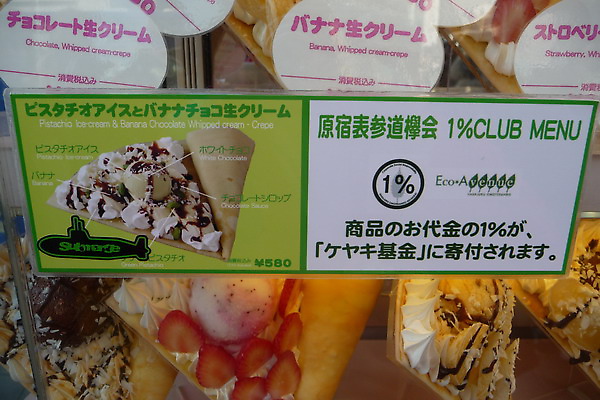 チョコレート生クリーム
Chocolate, Whipped cream-crepe
消費税込み
バナナ生クリーム
Banana, Whipped cream-crepe
消費税込み
ストロベリー
Strawberry, Wh
消費
ピスタチオアイスとバナナチョコ生クリーム
Pistachio Ice-cream & Banana Chocolate Whipped cream - Crepe
ピスタチオアイス
Pistachio Ice-cream
ホワイトチョコ
White Chocolate
バナナ
Banana
チョコレートシロップ
Chocolate Sauce
Submarine
ピスタチオ
¥580
原宿表参道欅会 1%CLUB MENU
1%
Eco•Avenue
商品のお代金の1%が、
「ケヤキ基金」に寄付されます。